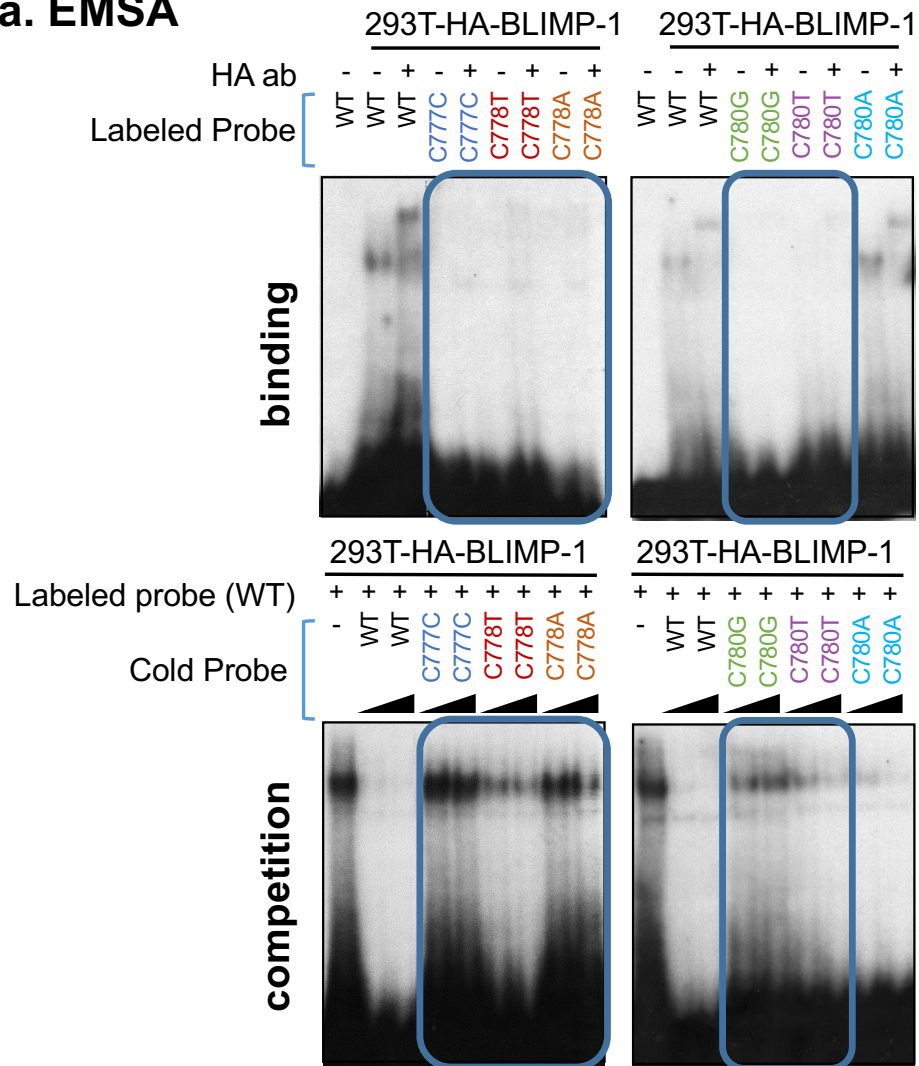 a. EMSA
293T-HA-BLIMP-1 293T-HA-BLIMP-1
HA ab - - + - + - + - + - - + - + - + - +
Labeled Probe WT WT WT C777C C777C C778T C778T C778A C778A WT WT WT C780G C780G C780T C780T C780A C780A
binding
293T-HA-BLIMP-1 293T-HA-BLIMP-1
Labeled probe (WT) + + + + + + + + + + + + + + + + + +
Cold Probe - WT WT C777C C777C C778T C778T C778A C778A - WT WT C780G C780G C780T C780T C780A C780A
competition